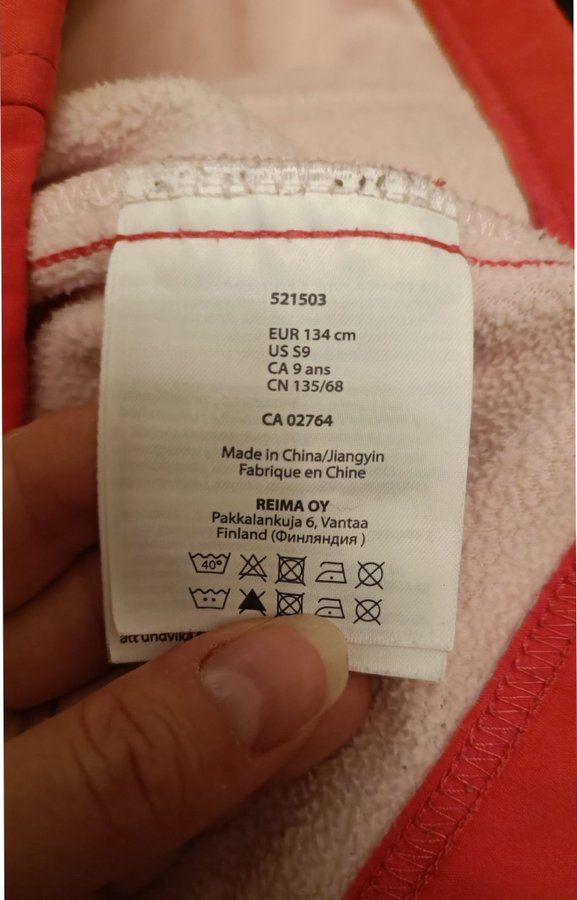 521503
EUR 134 cm
US S9
CA 9 ans
CN 135/68
CA 02764
Made in China/Jiangyin
Fabrique en Chine
REIMA OY
Pakkalankuja 6, Vantaa
Finland (Финляндия )
40°
att undvika